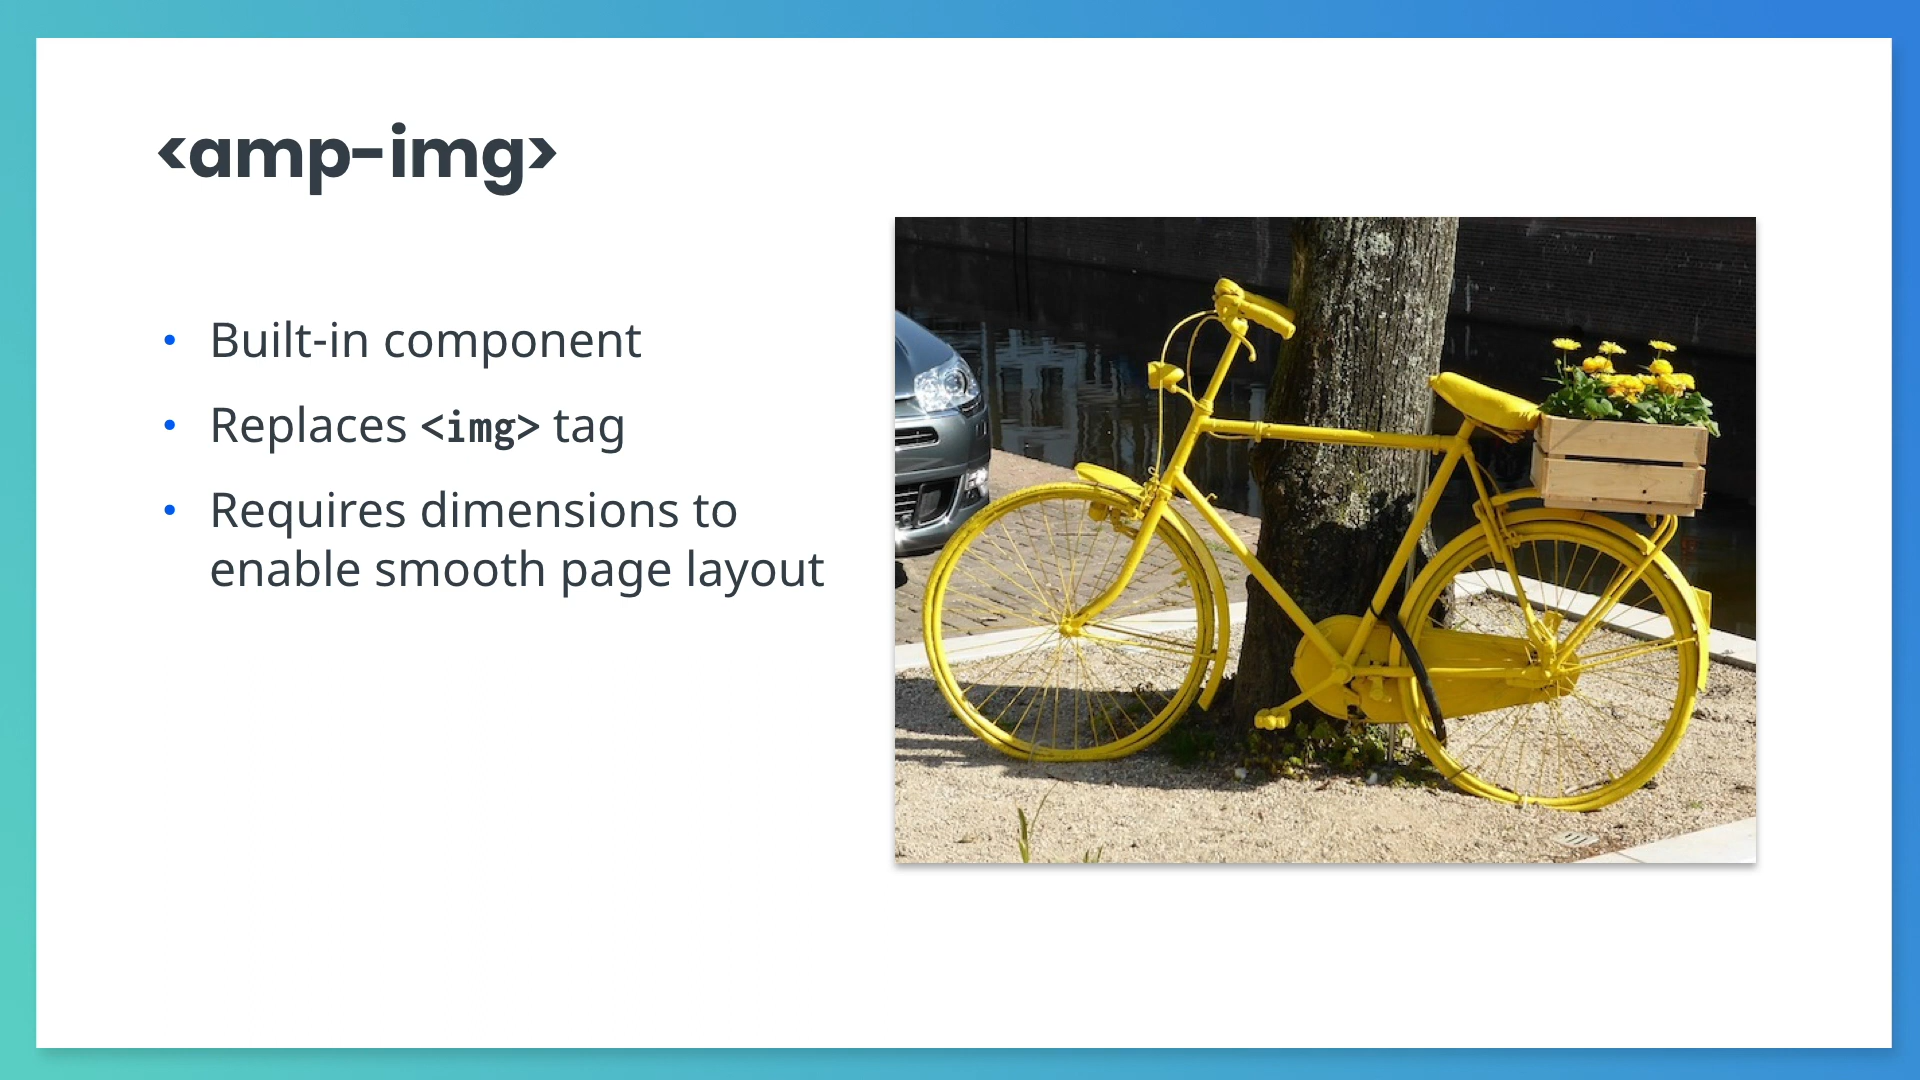 <amp-img>
• Built-in component
• Replaces <img> tag
• Requires dimensions to
enable smooth page layout